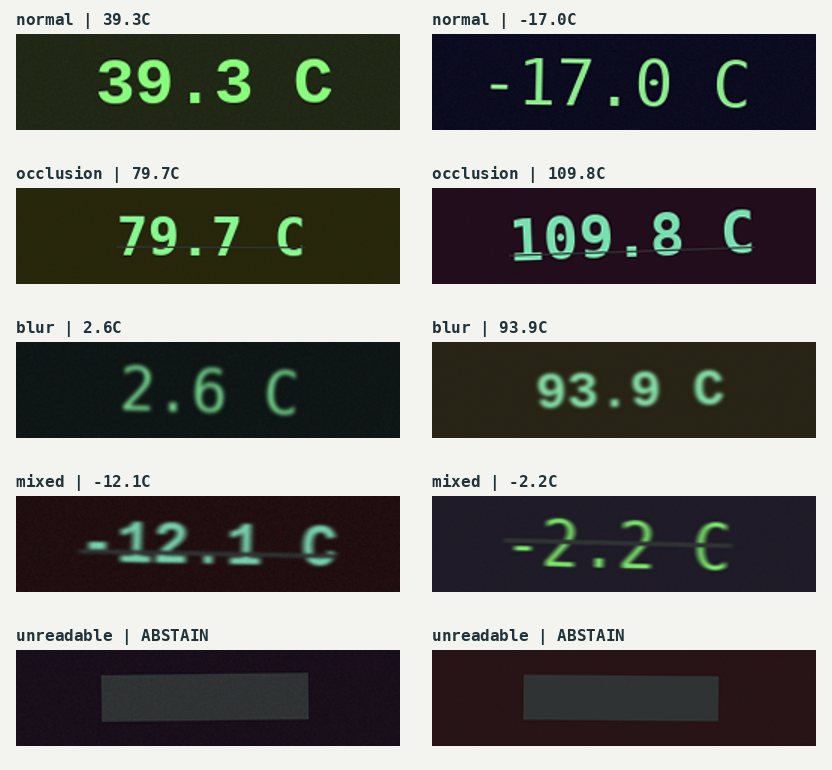 normal | 39.3C
39.3 C
normal | -17.0C
-17.0 C
occlusion | 79.7C
79.7 C
occlusion | 109.8C
109.8 C
blur | 2.6C
2.6 C
blur | 93.9C
93.9 C
mixed | -12.1C
-12.1 C
mixed | -2.2C
-2.2 C
unreadable | ABSTAIN
unreadable | ABSTAIN